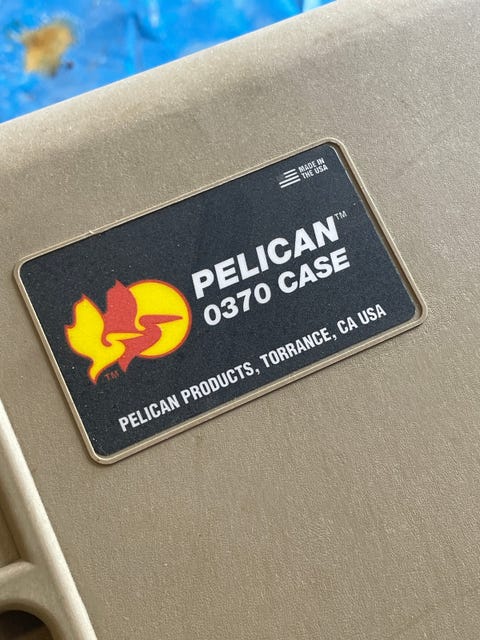 MADE IN
THE USA
PELICAN™
0370 CASE
TM
PELICAN PRODUCTS, TORRANCE, CA USA